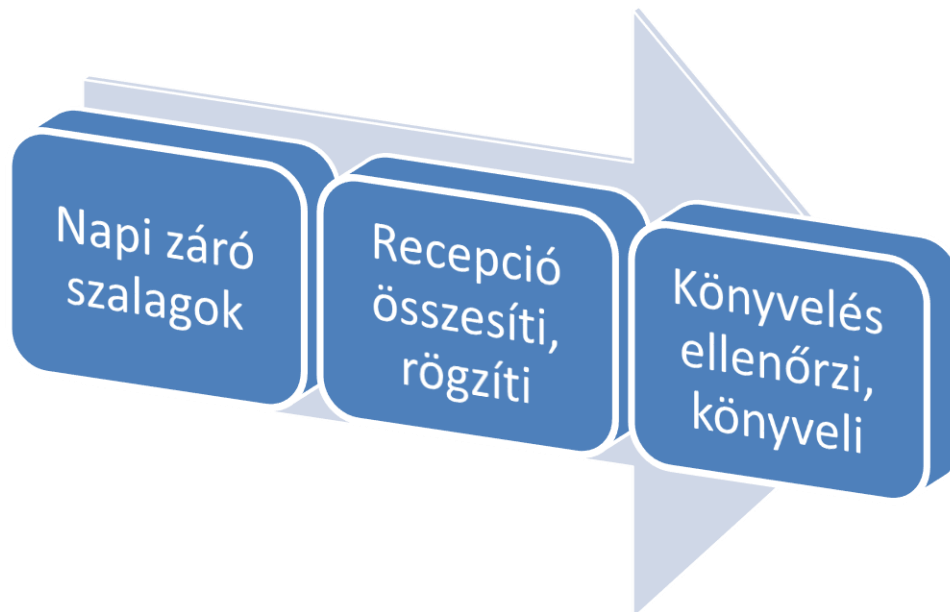 Napi záró
szalagok
Recepció
összesíti,
rögzíti
Könyvelés
ellenőrzi,
könyveli